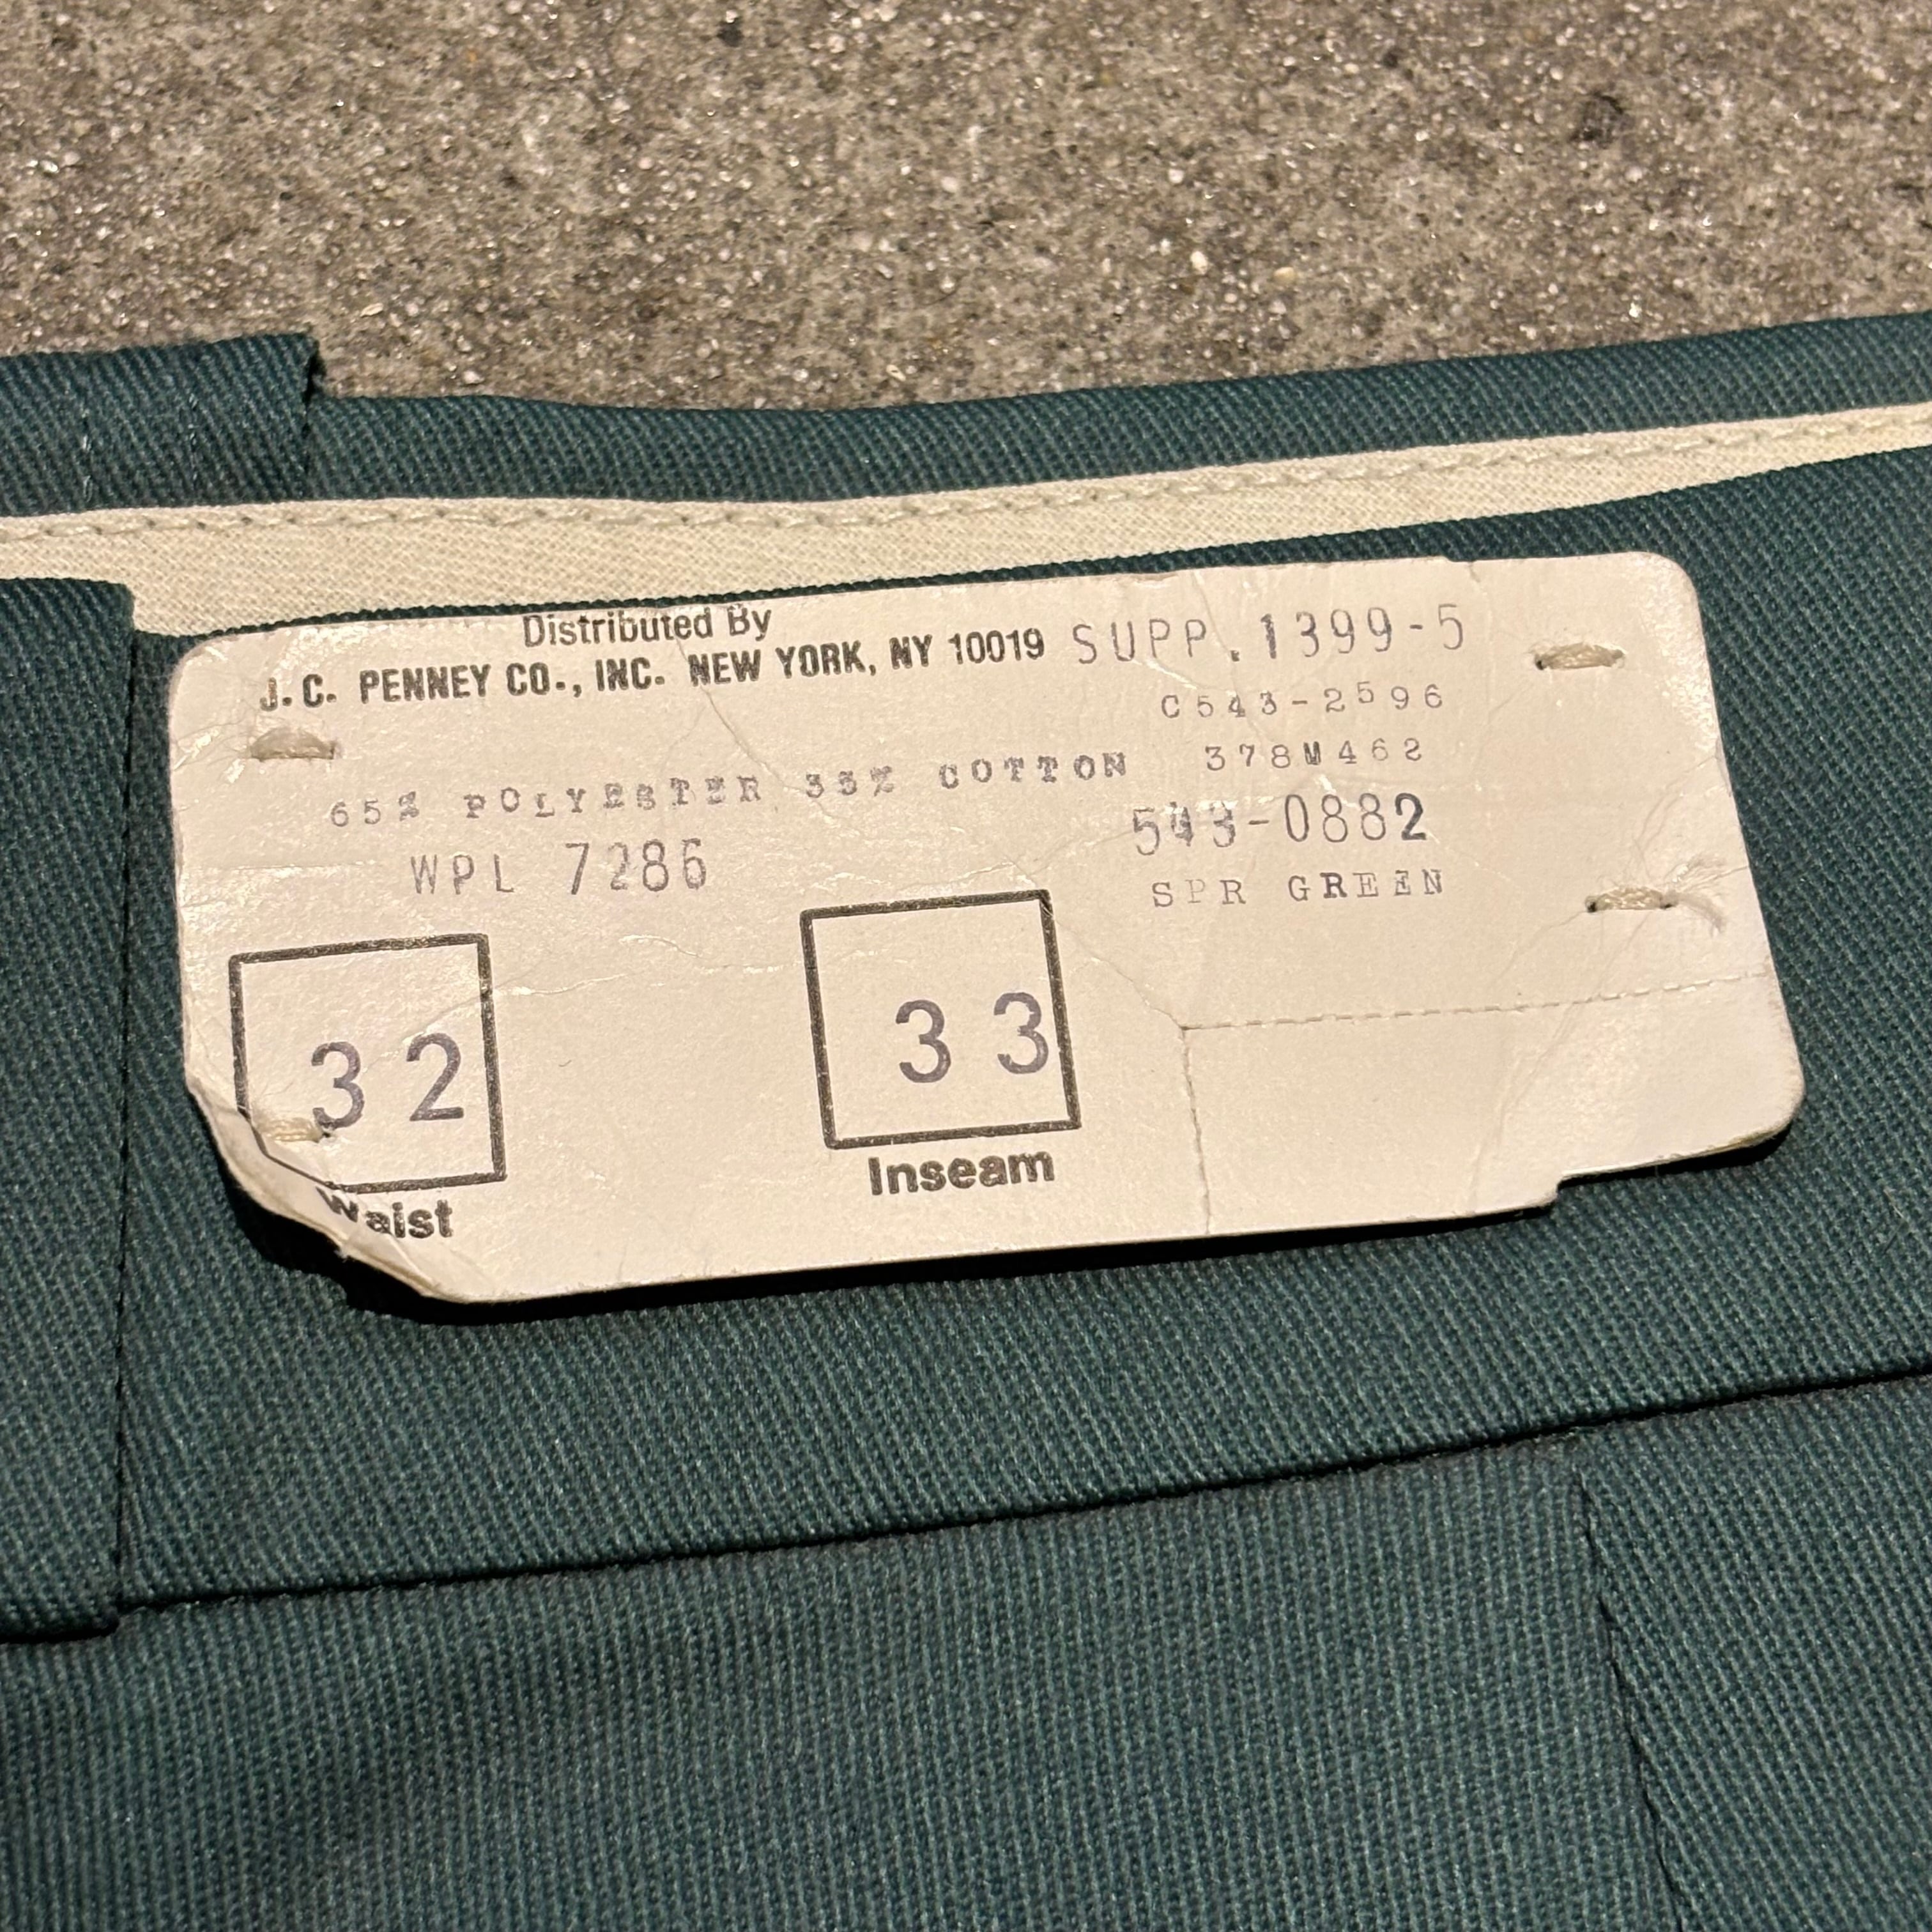 Distributed By
J.C. PENNEY CO., INC. NEW YORK, NY 10019
SUPP.1399-5
C543-2596
65% POLYESTER 35% COTTON
378M462
WPL 7286
543-0882
SPR GREEN
32
Waist
33
Inseam